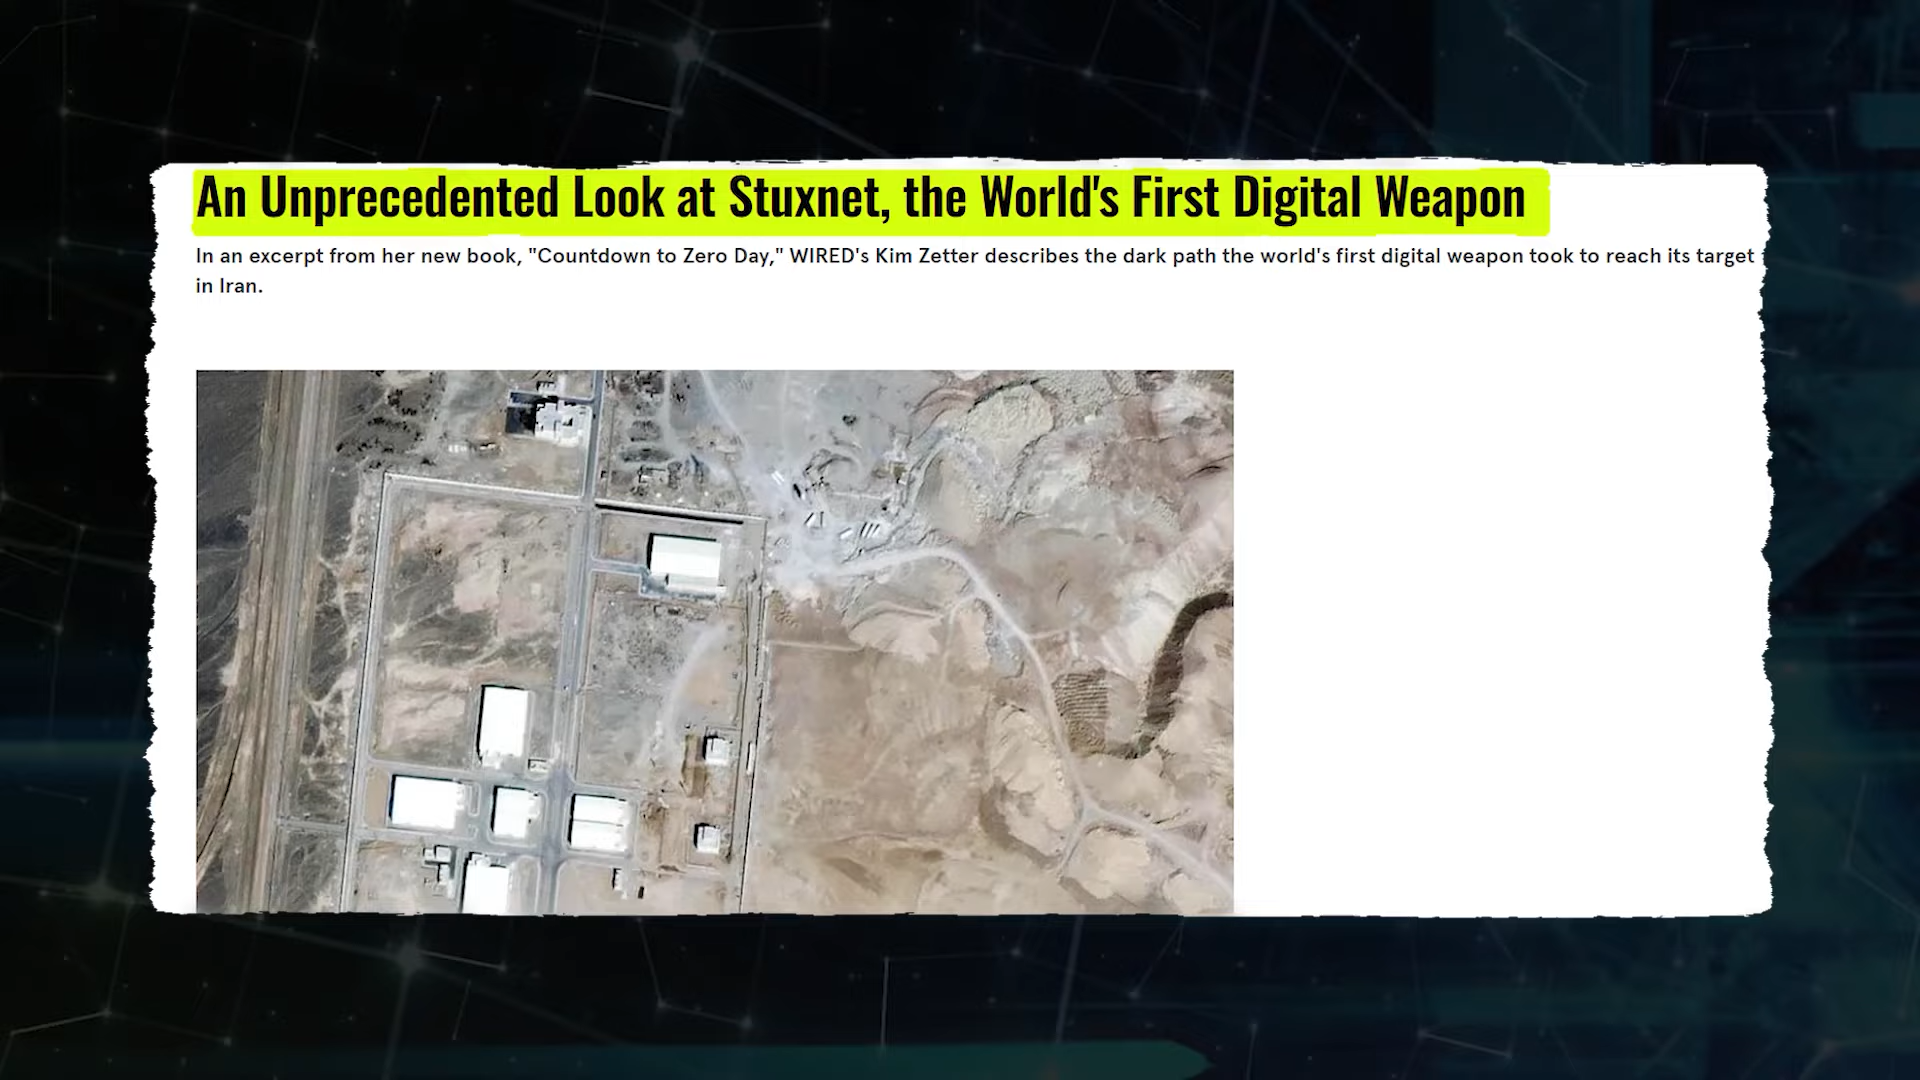 An Unprecedented Look at Stuxnet, the World's First Digital Weapon
In an excerpt from her new book, "Countdown to Zero Day," WIRED's Kim Zetter describes the dark path the world's first digital weapon took to reach its target
in Iran.